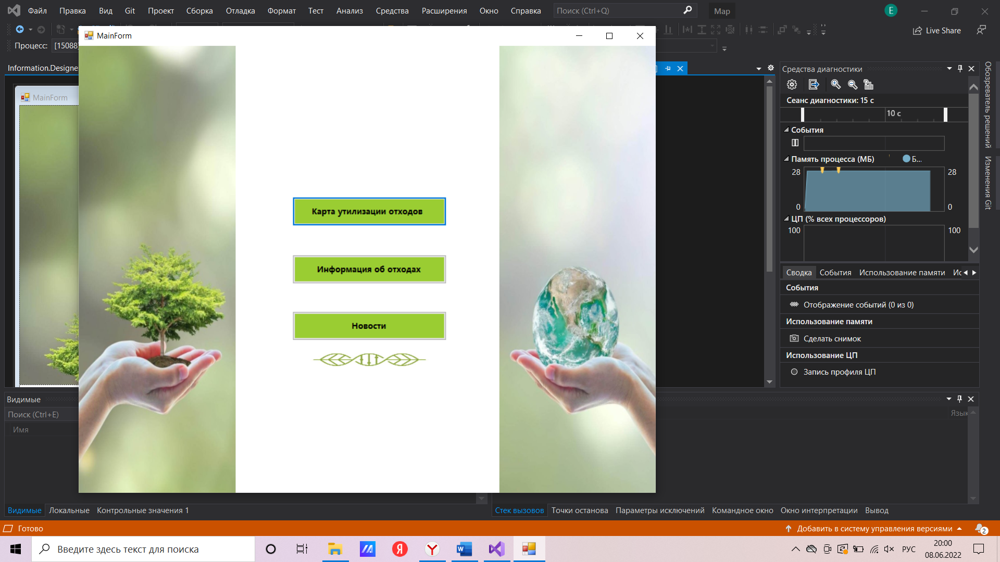 Файл Правка Вид Git Проект Сборка Отладка Формат Тест Анализ Средства Расширения Окно Справка Поиск (Ctrl+Q) Map E
Live Share
Процесс: [15088]
MainForm
Information.Designe
MainForm
Карта утилизации отходов
Информация об отходах
Новости
Средства диагностики
Сеанс диагностики: 15 с
10 с
События
Память процесса (МБ) Б...
28 28
0 0
ЦП (% всех процессоров)
100 100
Сводка События Использование памяти Ис
События
Отображение событий (0 из 0)
Использование памяти
Сделать снимок
Использование ЦП
Запись профиля ЦП
Обозреватель решений
Изменения Git
Видимые
Поиск (Ctrl+E)
Имя
Язык
Видимые Локальные Контрольные значения 1
Стек вызовов Точки останова Параметры исключений Командное окно Окно интерпретации Вывод
Готово
Добавить в систему управления версиями 2
Введите здесь текст для поиска
РУС
20:00
08.06.2022